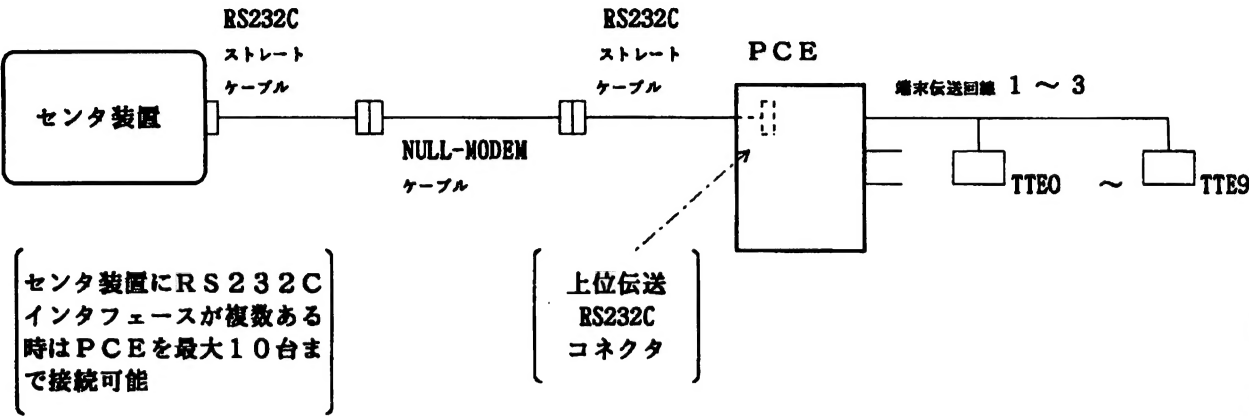 RS232C
ストレート
ケーブル
RS232C
ストレート
ケーブル
PCE
端末伝送回線 1 ～ 3
センタ装置
NULL-MODEM
ケーブル
TTE0 ～ TTE9
センタ装置にRS232C
インタフェースが複数ある
時はPCEを最大10台ま
で接続可能
上位伝送
RS232C
コネクタ